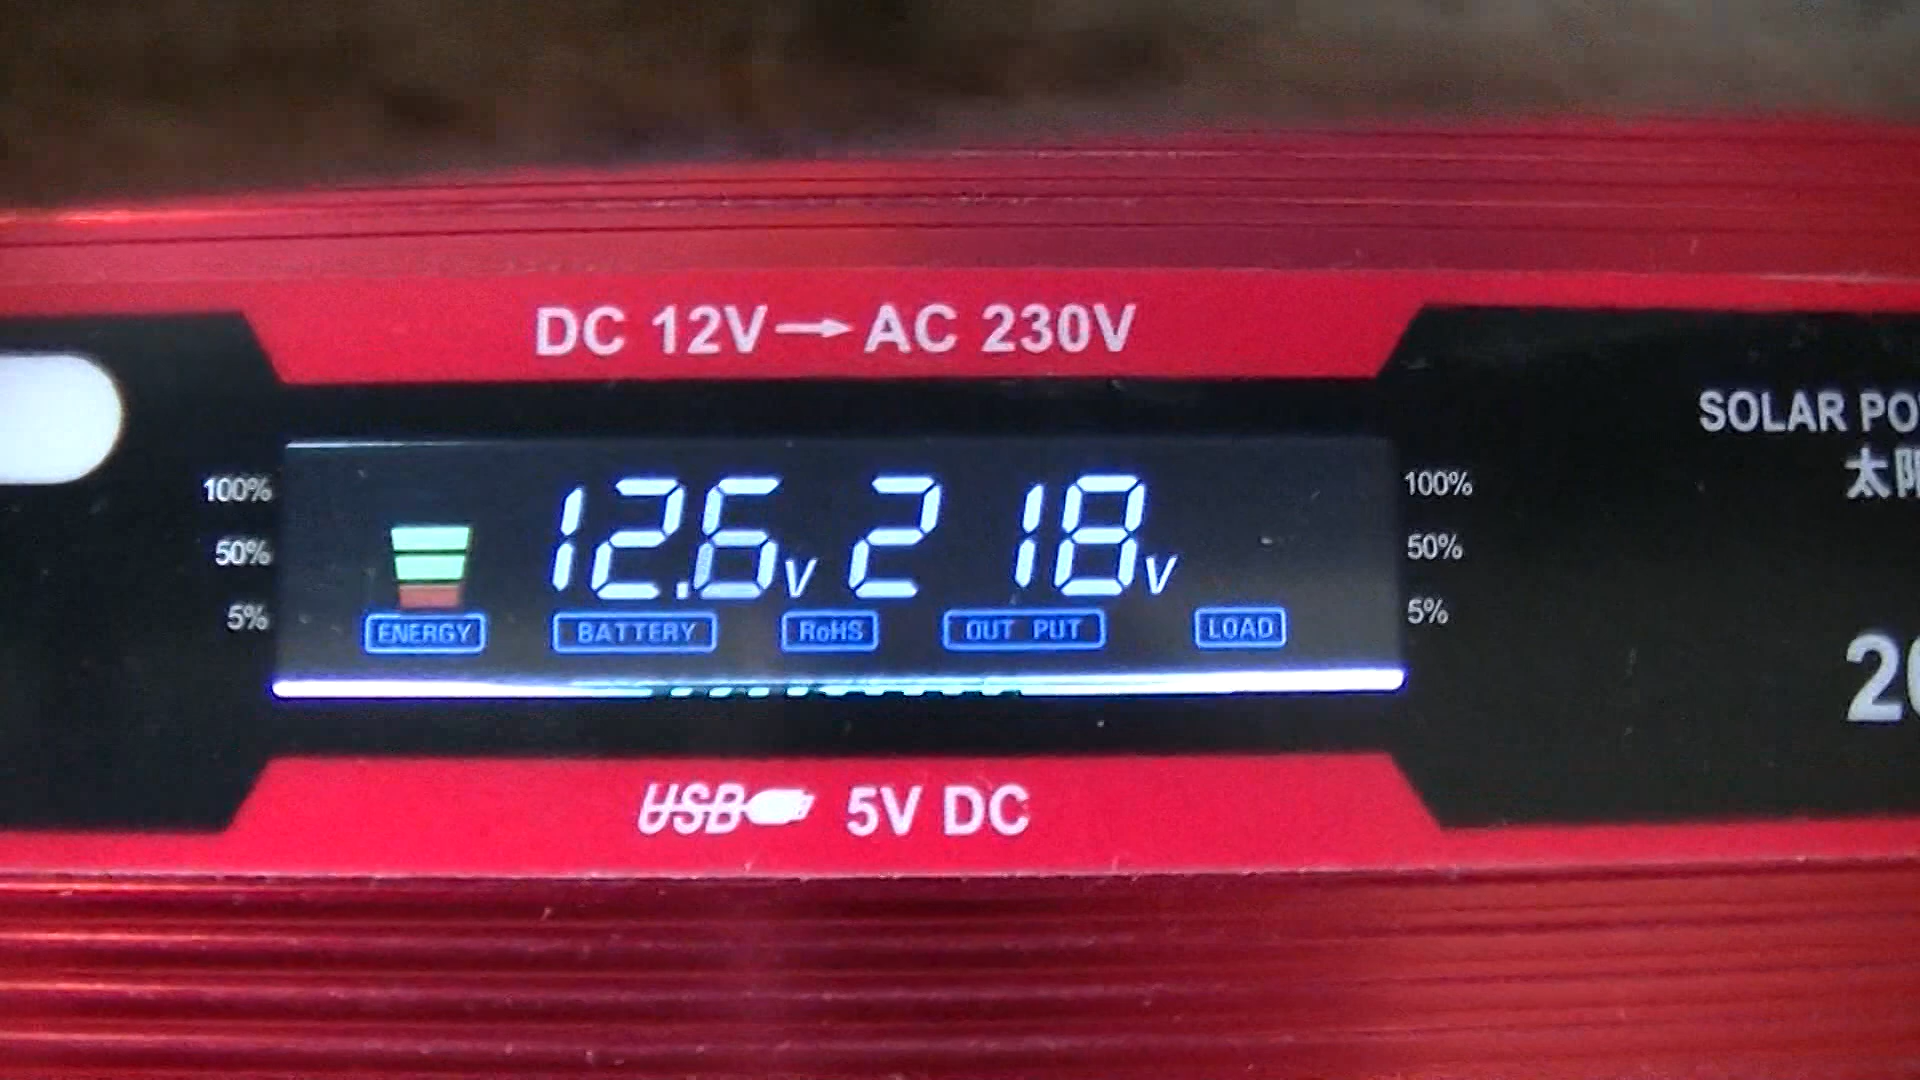 DC 12V→AC 230V
SOLAR PO
太
100%
50%
5%
12.6V 218V
100%
50%
5%
ENERGY BATTERY RoHS OUT PUT LOAD
USB 5V DC